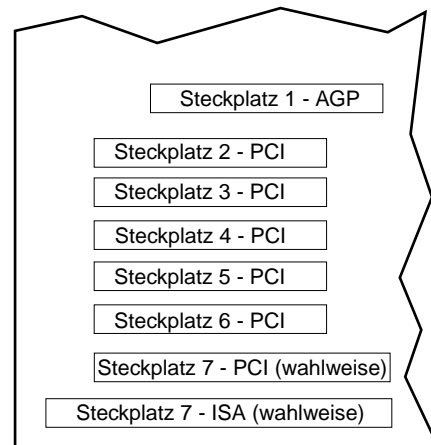 Steckplatz 1 - AGP
Steckplatz 2 - PCI
Steckplatz 3 - PCI
Steckplatz 4 - PCI
Steckplatz 5 - PCI
Steckplatz 6 - PCI
Steckplatz 7 - PCI (wahlweise)
Steckplatz 7 - ISA (wahlweise)